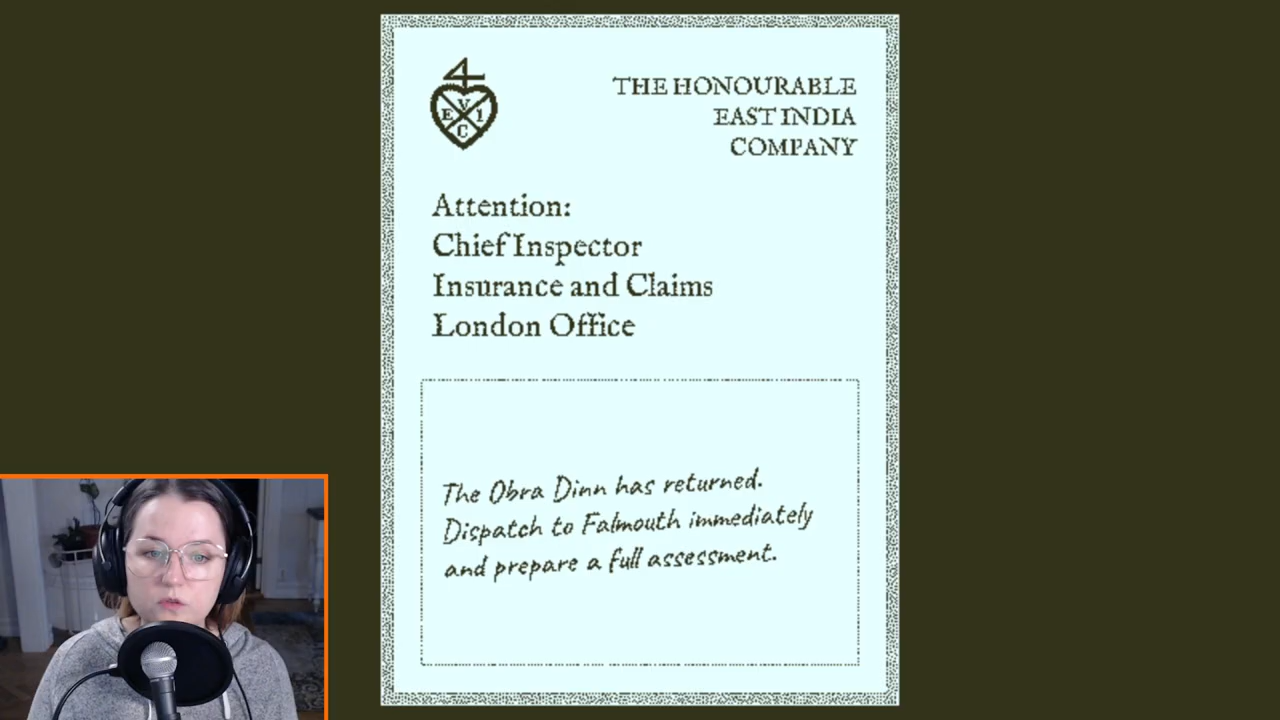 4
V
E I
C
THE HONOURABLE
EAST INDIA
COMPANY
Attention:
Chief Inspector
Insurance and Claims
London Office
The Obra Dinn has returned.
Dispatch to Falmouth immediately
and prepare a full assessment.